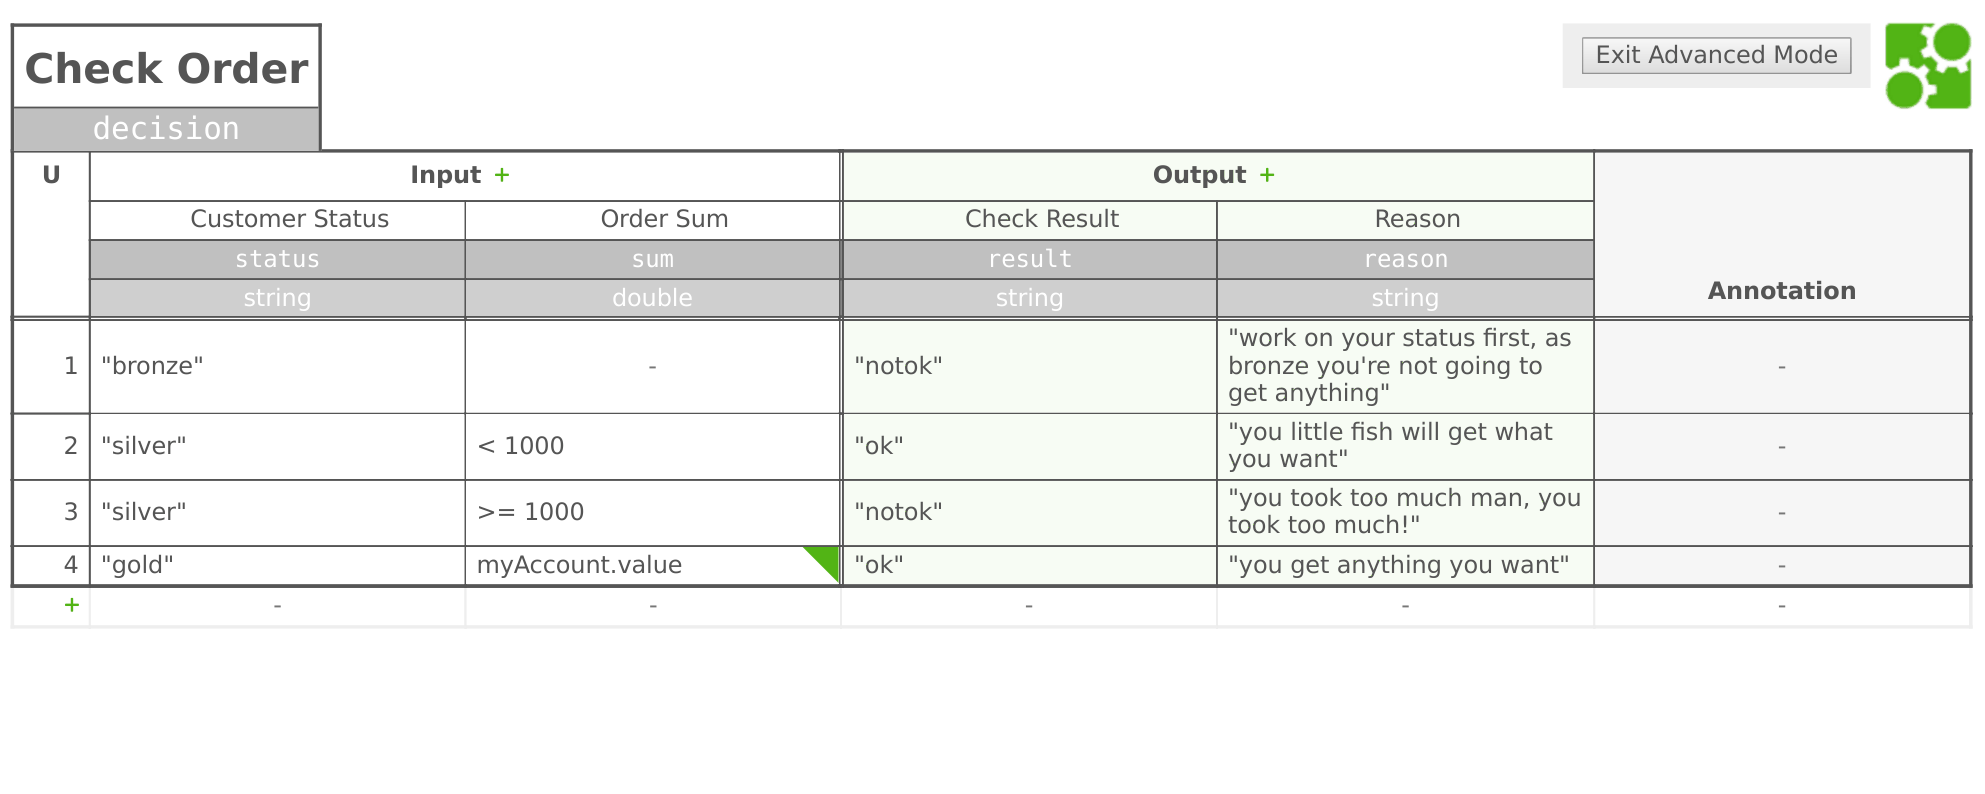 Check Order
Exit Advanced Mode
decision
U
Input +
Output +
Annotation
Customer Status
Order Sum
Check Result
Reason
status
sum
result
reason
string
double
string
string
1
"bronze"
-
"notok"
"work on your status first, as
bronze you're not going to
get anything"
-
2
"silver"
< 1000
"ok"
"you little fish will get what
you want"
-
3
"silver"
>= 1000
"notok"
"you took too much man, you
took too much!"
-
4
"gold"
myAccount.value
"ok"
"you get anything you want"
-
+
-
-
-
-
-